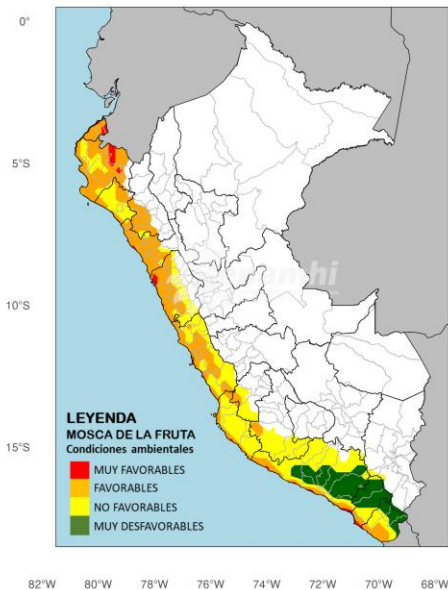 0°
5°S
10°S
15°S
LEYENDA
MOSCA DE LA FRUTA
Condiciones ambientales
MUY FAVORABLES
FAVORABLES
NO FAVORABLES
MUY DESFAVORABLES
82°W 80°W 78°W 76°W 74°W 72°W 70°W 68°W